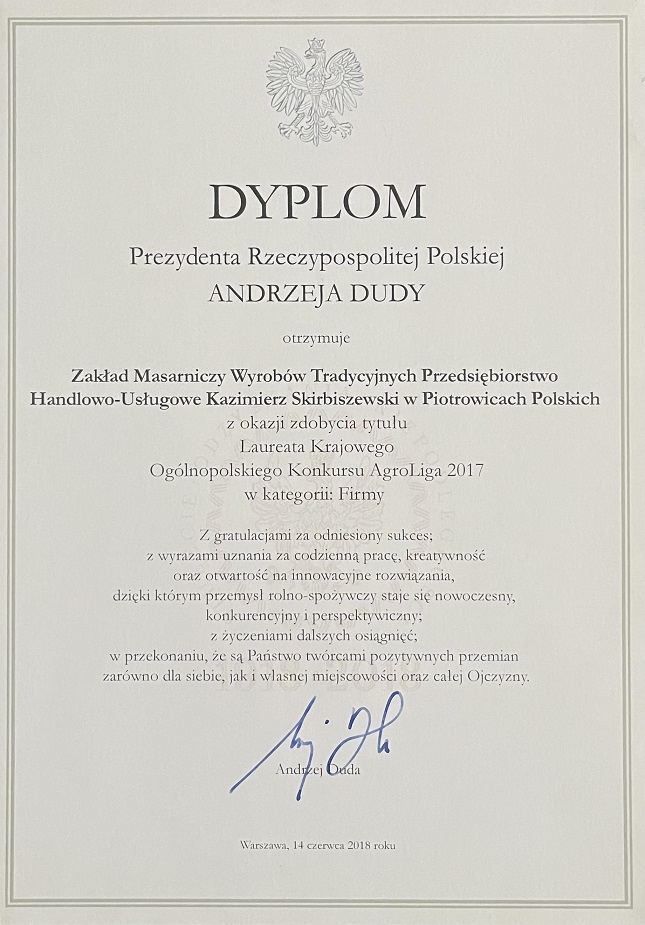 DYPLOM
Prezydenta Rzeczypospolitej Polskiej
ANDRZEJA DUDY
otrzymuje
Zakład Masarniczy Wyrobów Tradycyjnych Przedsiębiorstwo
Handlowo-Usługowe Kazimierz Skirbiszewski w Piotrowicach Polskich
z okazji zdobycia tytułu
Laureata Krajowego
Ogólnopolskiego Konkursu AgroLiga 2017
w kategorii: Firmy
Z gratulacjami za odniesiony sukces;
z wyrazami uznania za codzienną pracę, kreatywność
oraz otwartość na innowacyjne rozwiązania,
dzięki którym przemysł rolno-spożywczy staje się nowoczesny,
konkurencyjny i perspektywiczny;
z życzeniami dalszych osiągnięć;
w przekonaniu, że są Państwo twórcami pozytywnych przemian
zarówno dla siebie, jak i własnej miejscowości oraz całej Ojczyzny.
Andrzej Duda
Warszawa, 14 czerwca 2018 roku